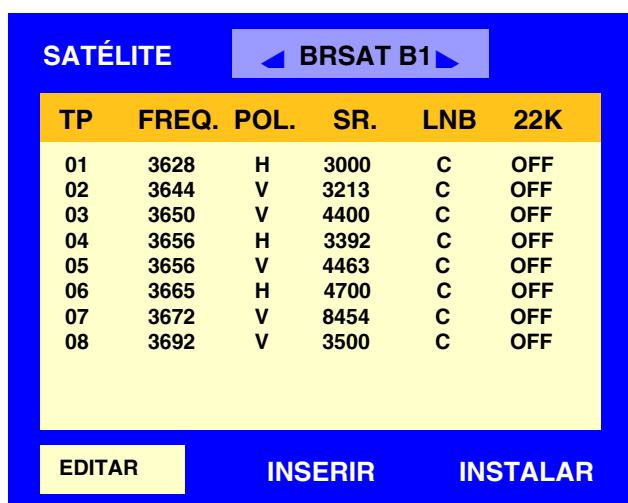 SATÉLITE BRSAT B1
TP FREQ. POL. SR. LNB 22K
01 3628 H 3000 C OFF
02 3644 V 3213 C OFF
03 3650 V 4400 C OFF
04 3656 H 3392 C OFF
05 3656 V 4463 C OFF
06 3665 H 4700 C OFF
07 3672 V 8454 C OFF
08 3692 V 3500 C OFF
EDITAR INSERIR INSTALAR